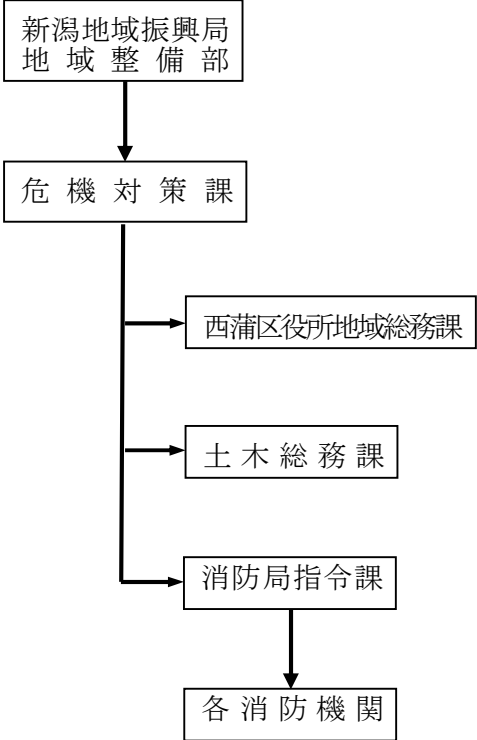 新潟地域振興局
地域整備部
危機対策課
西蒲区役所地域総務課
土木総務課
消防局指令課
各消防機関